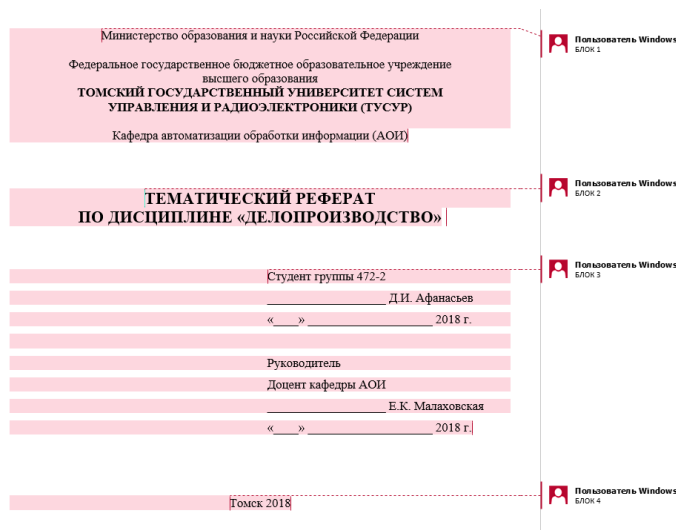 Министерство образования и науки Российской Федерации
Пользователь Windows
БЛОК 1
Федеральное государственное бюджетное образовательное учреждение
высшего образования
ТОМСКИЙ ГОСУДАРСТВЕННЫЙ УНИВЕРСИТЕТ СИСТЕМ
УПРАВЛЕНИЯ И РАДИОЭЛЕКТРОНИКИ (ТУСУР)
Кафедра автоматизации обработки информации (АОИ)
Пользователь Windows
БЛОК 2
ТЕМАТИЧЕСКИЙ РЕФЕРАТ
ПО ДИСЦИПЛИНЕ «ДЕЛОПРОИЗВОДСТВО»
Пользователь Windows
БЛОК 3
Студент группы 472-2
____________________ Д.И. Афанасьев
«____» _____________________ 2018 г.
Руководитель
Доцент кафедры АОИ
____________________ Е.К. Малаховская
«____» _____________________ 2018 г.
Пользователь Windows
БЛОК 4
Томск 2018